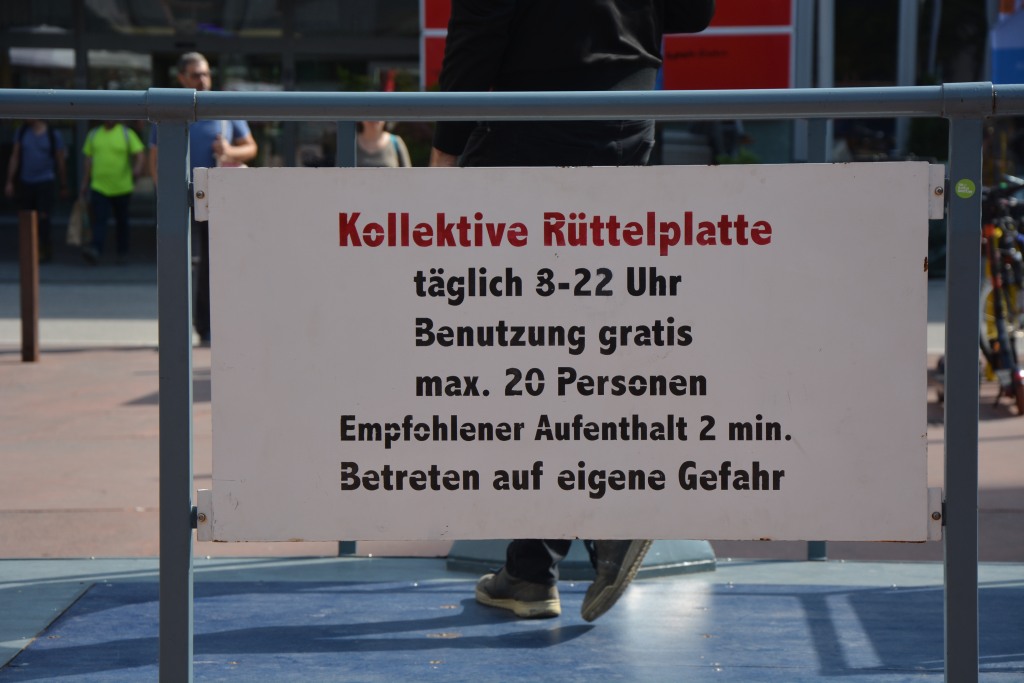 Kollektive Rüttelplatte
täglich 8-22 Uhr
Benutzung gratis
max. 20 Personen
Empfohlener Aufenthalt 2 min.
Betreten auf eigene Gefahr